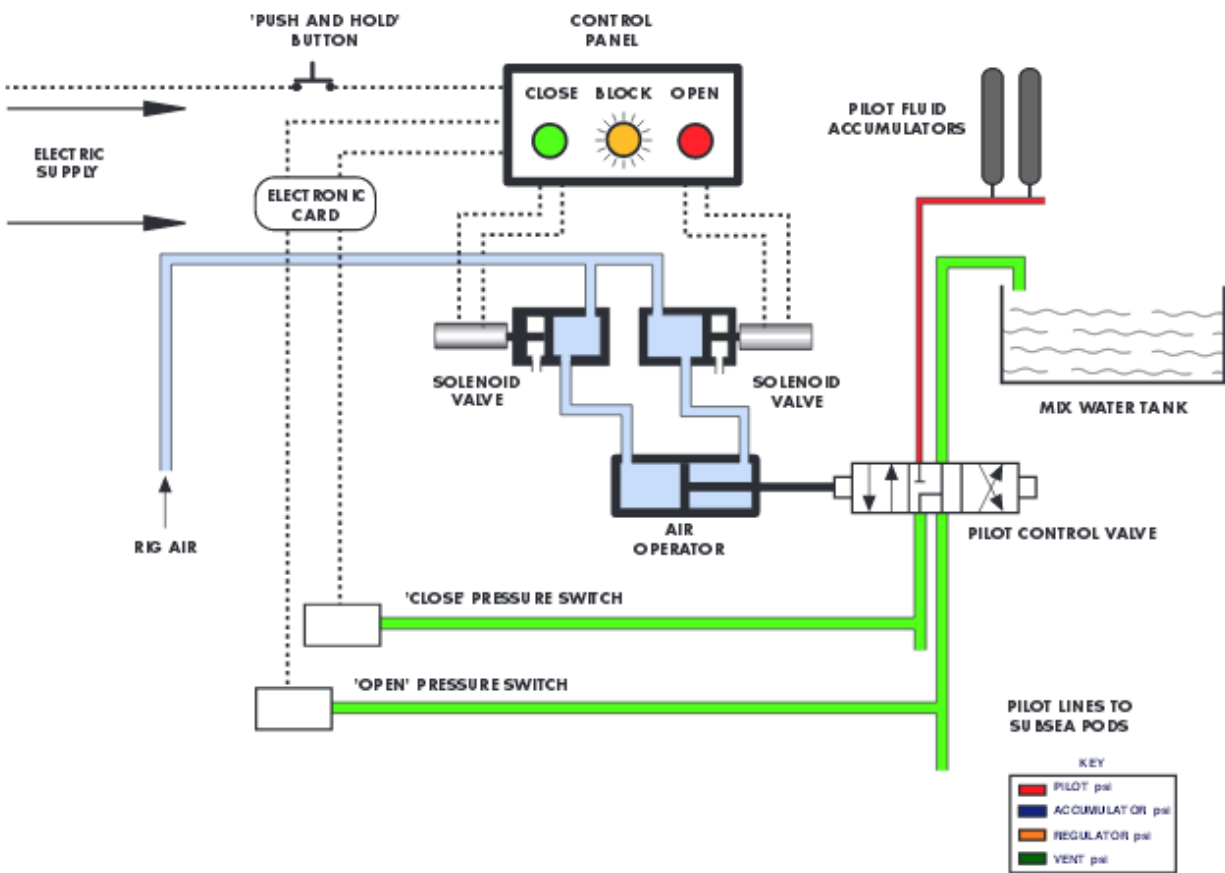 'PUSH AND HOLD'
BUTTON
CONTROL
PANEL
CLOSE BLOCK OPEN
PILOT FLUID
ACCUMULATORS
ELECTRIC
SUPPLY
ELECTRONIC
CARD
SOLENOID
VALVE
SOLENOID
VALVE
MIX WATER TANK
RIG AIR
AIR
OPERATOR
PILOT CONTROL VALVE
'CLOSE' PRESSURE SWITCH
'OPEN' PRESSURE SWITCH
PILOT LINES TO
SUBSEA PODS
KEY
PILOT psi
ACCUMULATOR psi
REGULATOR psi
VENT psi